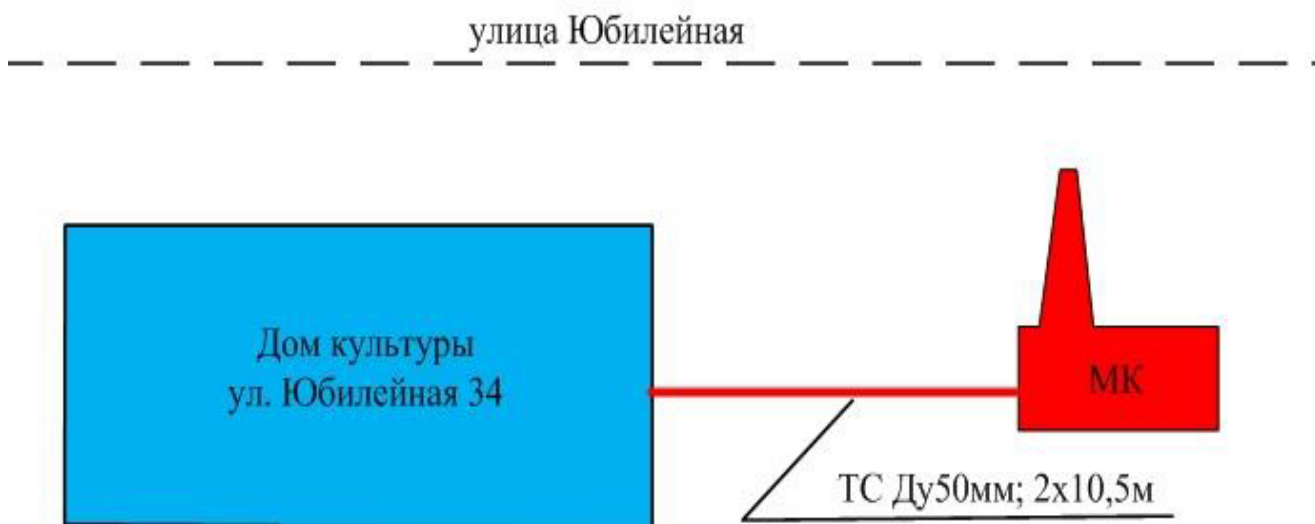 улица Юбилейная
Дом культуры
ул. Юбилейная 34
МК
ТС Ду50мм; 2х10,5м